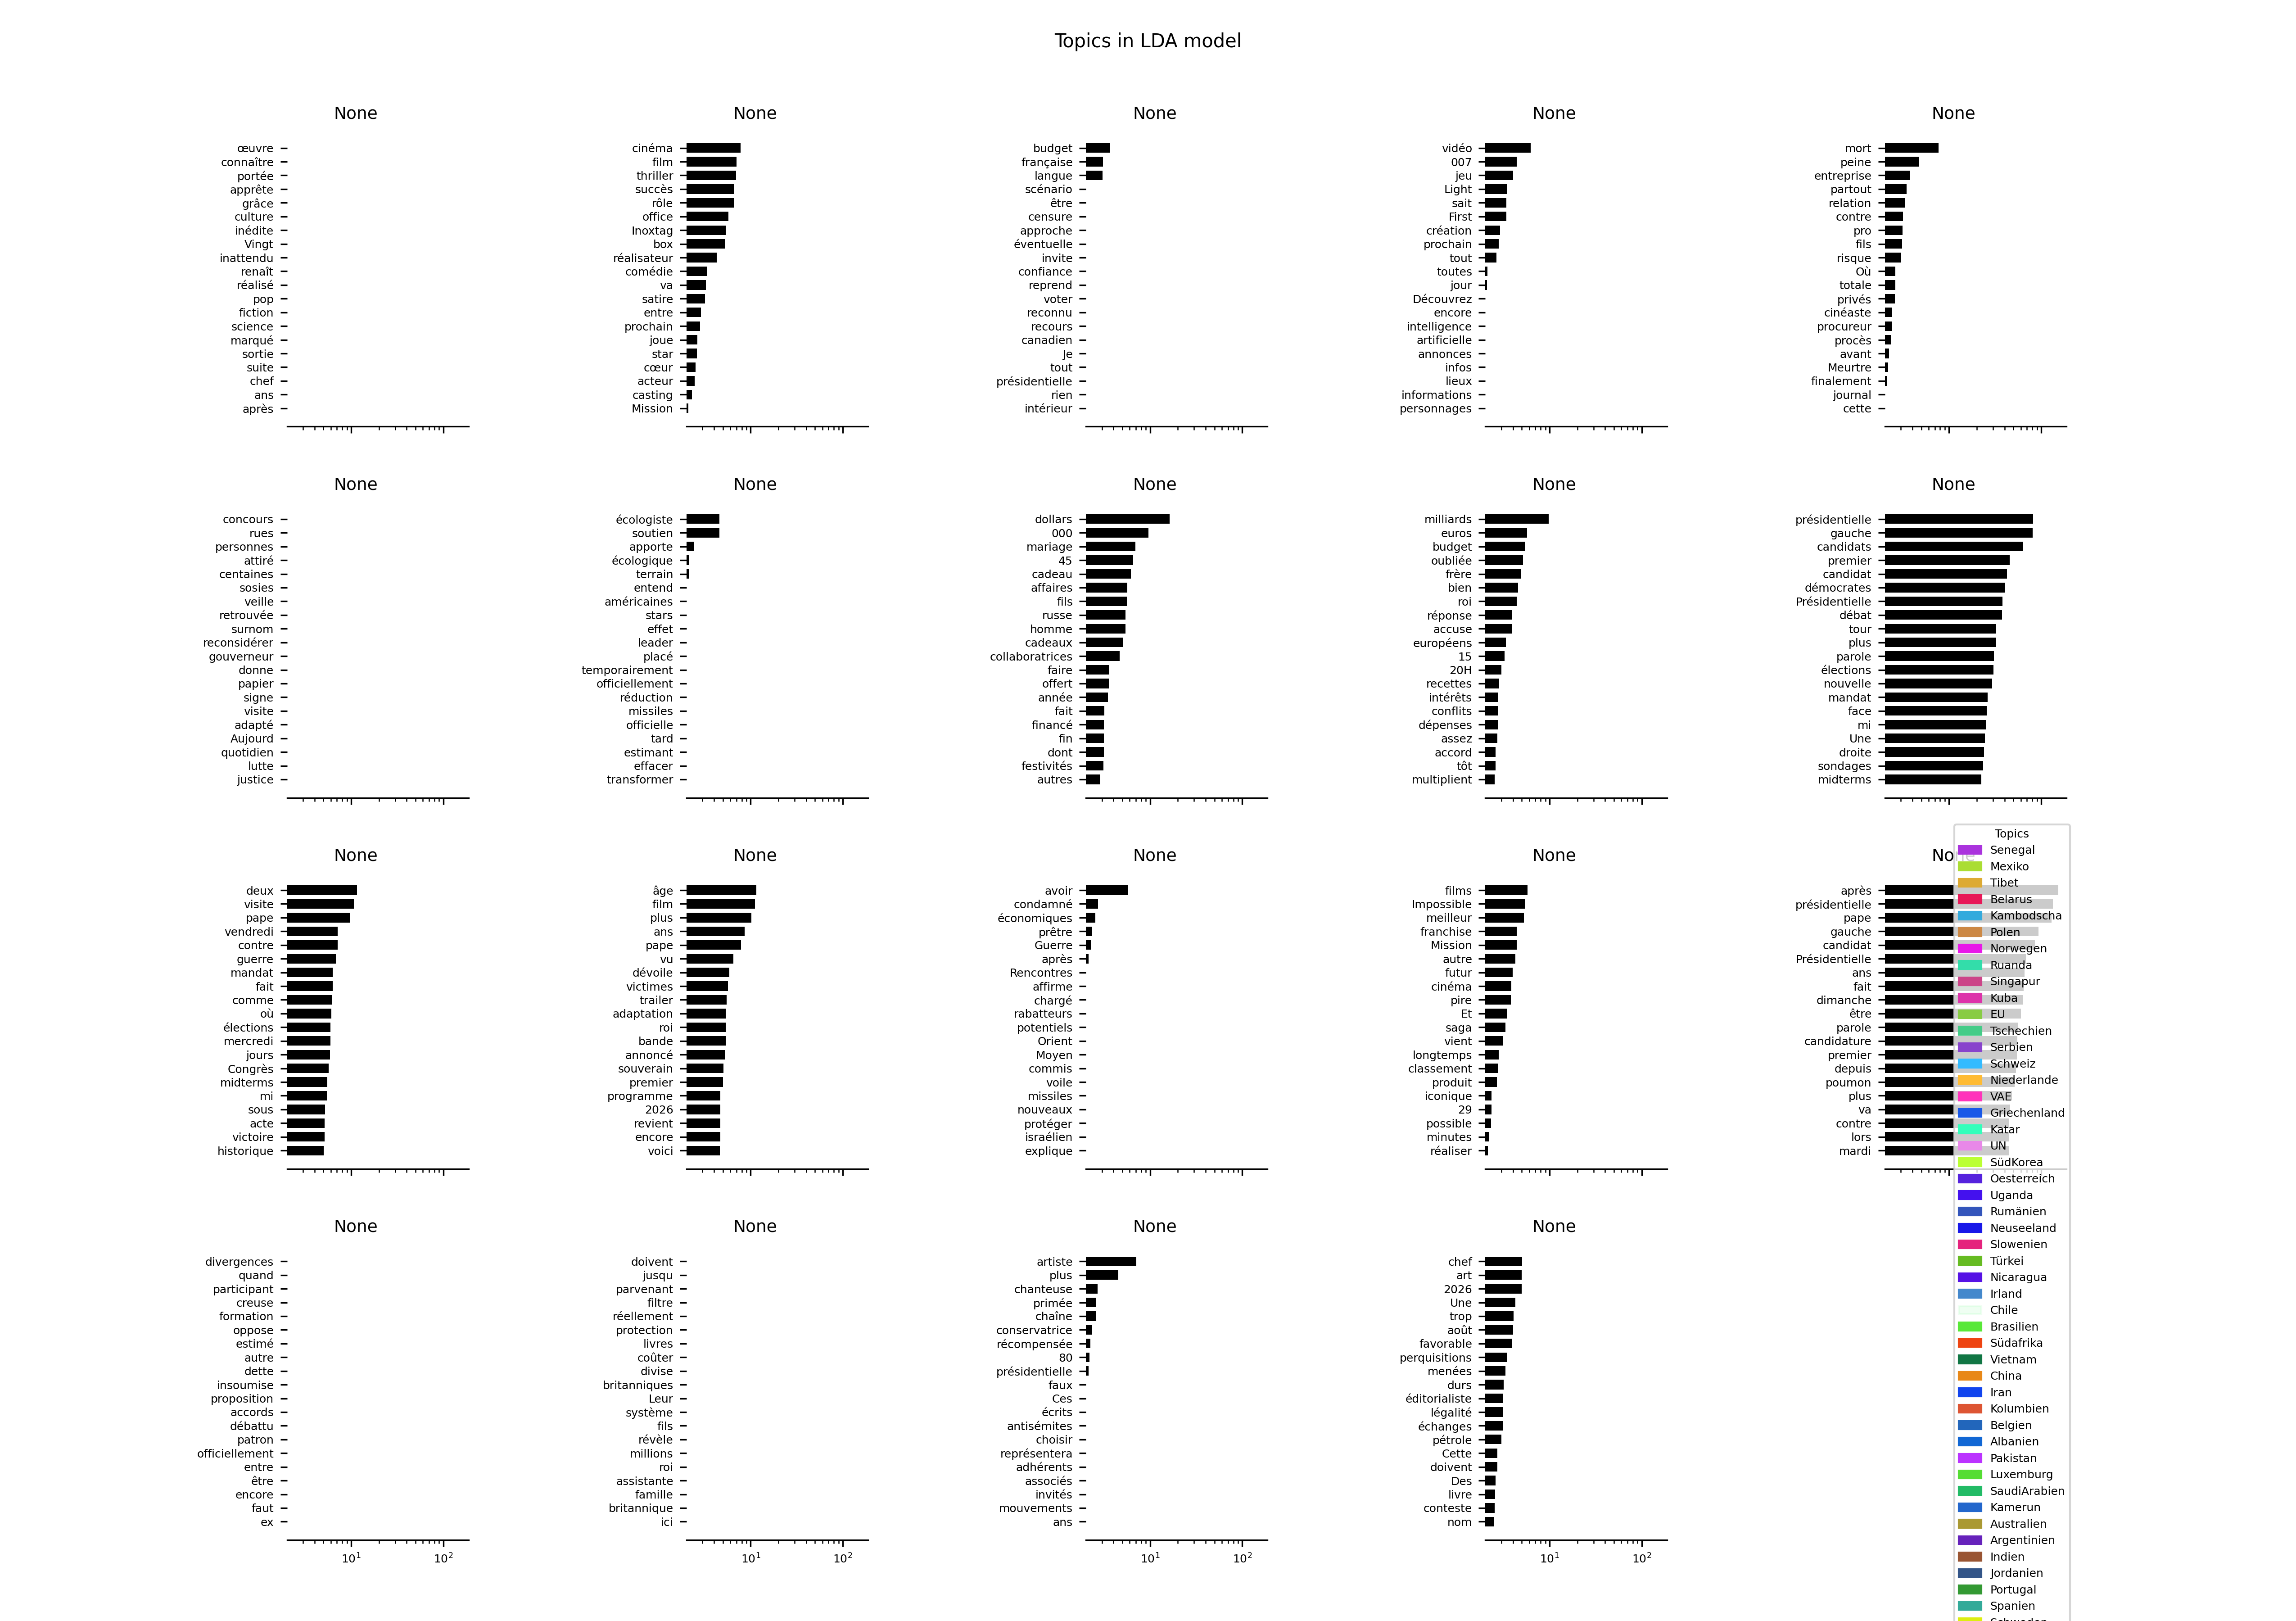 Topics in LDA model
None
œuvre
connaître
portée
apprête
grâce
culture
inédite
Vingt
inattendu
renaît
réalisé
pop
fiction
science
marqué
sortie
suite
chef
ans
après
None
cinéma
film
thriller
succès
rôle
office
Inoxtag
box
réalisateur
comédie
va
satire
entre
prochain
joue
star
cœur
acteur
casting
Mission
None
budget
française
langue
scénario
être
censure
approche
éventuelle
invite
confiance
reprend
voter
reconnu
recours
canadien
Je
tout
présidentielle
rien
intérieur
None
vidéo
007
jeu
Light
sait
First
création
prochain
tout
toutes
jour
Découvrez
encore
intelligence
artificielle
annonces
infos
lieux
informations
personnages
None
mort
peine
entreprise
partout
relation
contre
pro
fils
risque
Où
totale
privés
cinéaste
procureur
procès
avant
Meurtre
finalement
journal
cette
None
concours
rues
personnes
attiré
centaines
sosies
veille
retrouvée
surnom
reconsidérer
gouverneur
donne
papier
signe
visite
adapté
Aujourd
quotidien
lutte
justice
None
écologiste
soutien
apporte
écologique
terrain
entend
américaines
stars
effet
leader
placé
temporairement
officiellement
réduction
missiles
officielle
tard
estimant
effacer
transformer
None
dollars
000
mariage
45
cadeau
affaires
fils
russe
homme
cadeaux
collaboratrices
faire
offert
année
fait
financé
fin
dont
festivités
autres
None
milliards
euros
budget
oubliée
frère
bien
roi
réponse
accuse
européens
15
20H
recettes
intérêts
conflits
dépenses
assez
accord
tôt
multiplient
None
présidentielle
gauche
candidats
premier
candidat
démocrates
Présidentielle
débat
tour
plus
parole
élections
nouvelle
mandat
face
mi
Une
droite
sondages
midterms
None
deux
visite
pape
vendredi
contre
guerre
mandat
fait
comme
où
élections
mercredi
jours
Congrès
midterms
mi
sous
acte
victoire
historique
None
âge
film
plus
ans
pape
vu
dévoile
victimes
trailer
adaptation
roi
bande
annoncé
souverain
premier
programme
2026
revient
encore
voici
None
avoir
condamné
économiques
prêtre
Guerre
après
Rencontres
affirme
chargé
rabatteurs
potentiels
Orient
Moyen
commis
voile
missiles
nouveaux
protéger
israélien
explique
None
films
Impossible
meilleur
franchise
Mission
autre
futur
cinéma
pire
Et
saga
vient
longtemps
classement
produit
iconique
29
possible
minutes
réaliser
None
après
présidentielle
pape
gauche
candidat
Présidentielle
ans
fait
dimanche
être
parole
candidature
premier
depuis
poumon
plus
va
contre
lors
mardi
None
divergences
quand
participant
creuse
formation
oppose
estimé
autre
dette
insoumise
proposition
accords
débattu
patron
officiellement
entre
être
encore
faut
ex
10¹ 10²
None
doivent
jusqu
parvenant
filtre
réellement
protection
livres
coûter
divise
britanniques
Leur
système
fils
révèle
millions
roi
assistante
famille
britannique
ici
10¹ 10²
None
artiste
plus
chanteuse
primée
chaîne
conservatrice
récompensée
80
présidentielle
faux
Ces
écrits
antisémites
choisir
représentera
adhérents
associés
invités
mouvements
ans
10¹ 10²
None
chef
art
2026
Une
trop
août
favorable
perquisitions
menées
durs
éditorialiste
légalité
échanges
pétrole
Cette
doivent
Des
livre
conteste
nom
10¹ 10²
Topics
Senegal
Mexiko
Tibet
Belarus
Kambodscha
Polen
Norwegen
Ruanda
Singapur
Kuba
EU
Tschechien
Serbien
Schweiz
Niederlande
VAE
Griechenland
Katar
UN
SüdKorea
Oesterreich
Uganda
Rumänien
Neuseeland
Slowenien
Türkei
Nicaragua
Irland
Chile
Brasilien
Südafrika
Vietnam
China
Iran
Kolumbien
Belgien
Albanien
Pakistan
Luxemburg
SaudiArabien
Kamerun
Australien
Argentinien
Indien
Jordanien
Portugal
Spanien